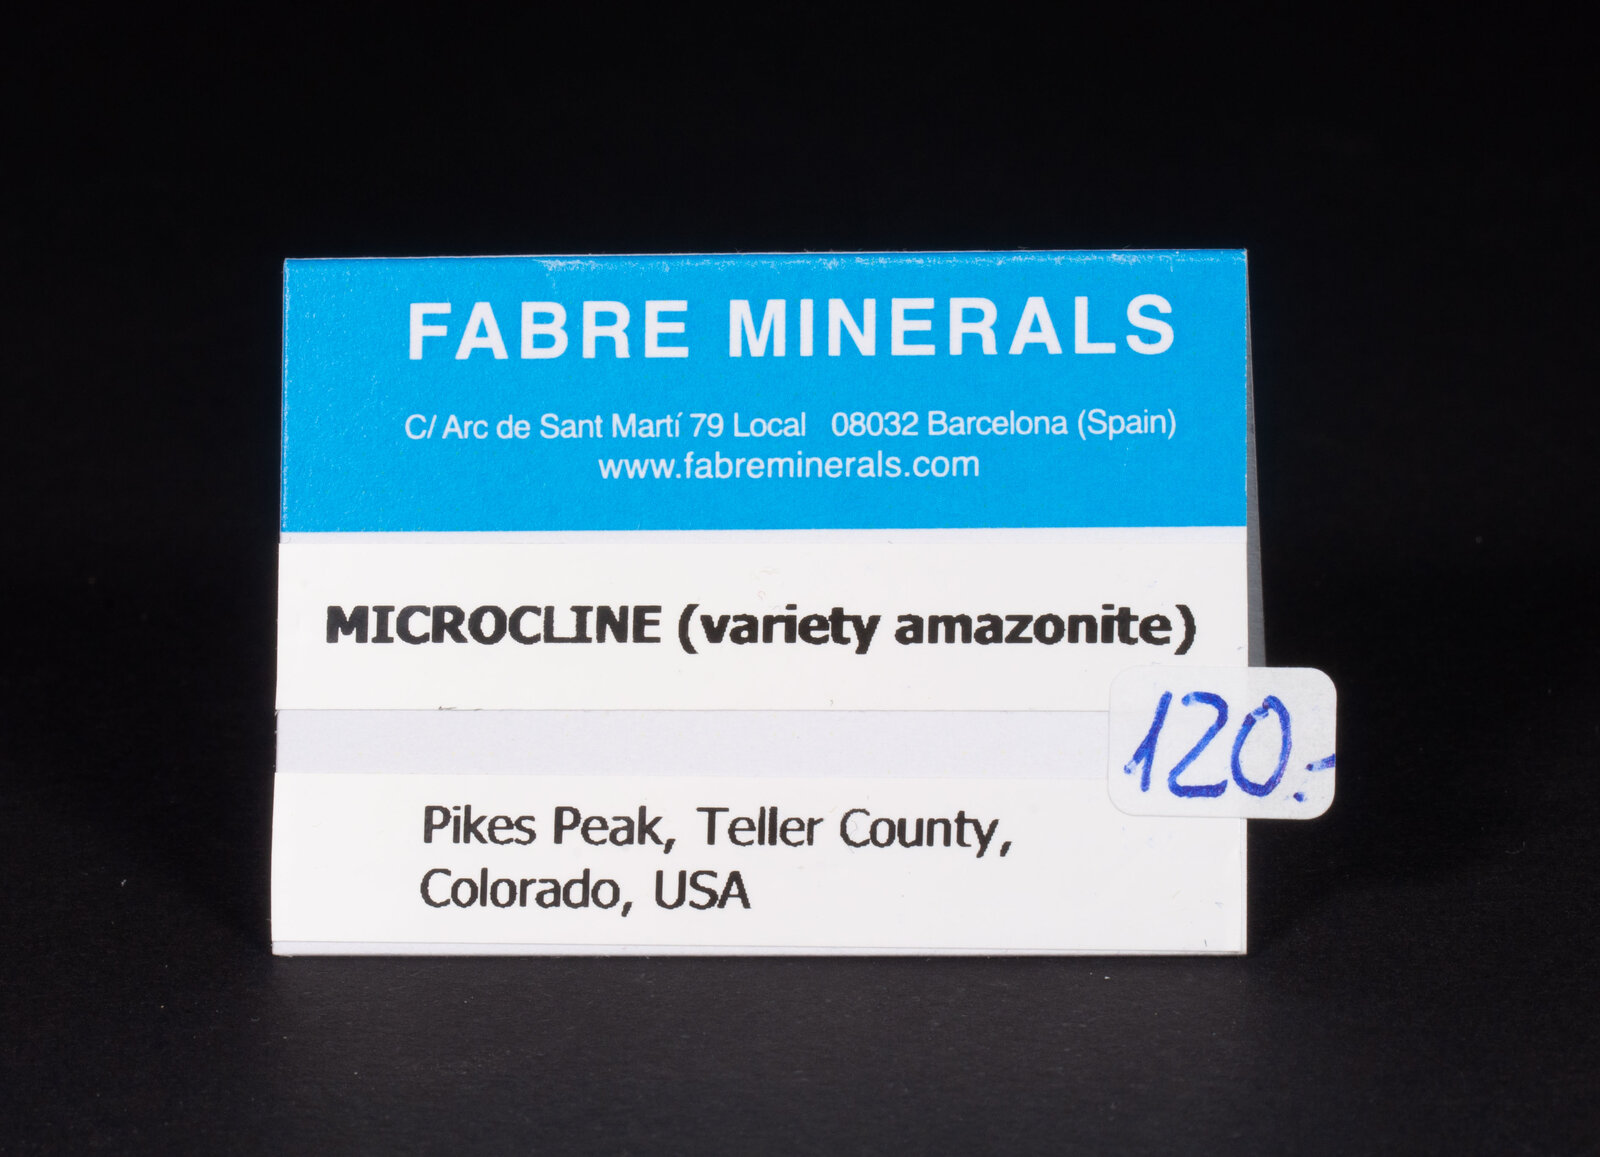 FABRE MINERALS
C/ Arc de Sant Martí 79 Local 08032 Barcelona (Spain)
www.fabreminerals.com
MICROCLINE (variety amazonite)
120.-
Pikes Peak, Teller County,
Colorado, USA